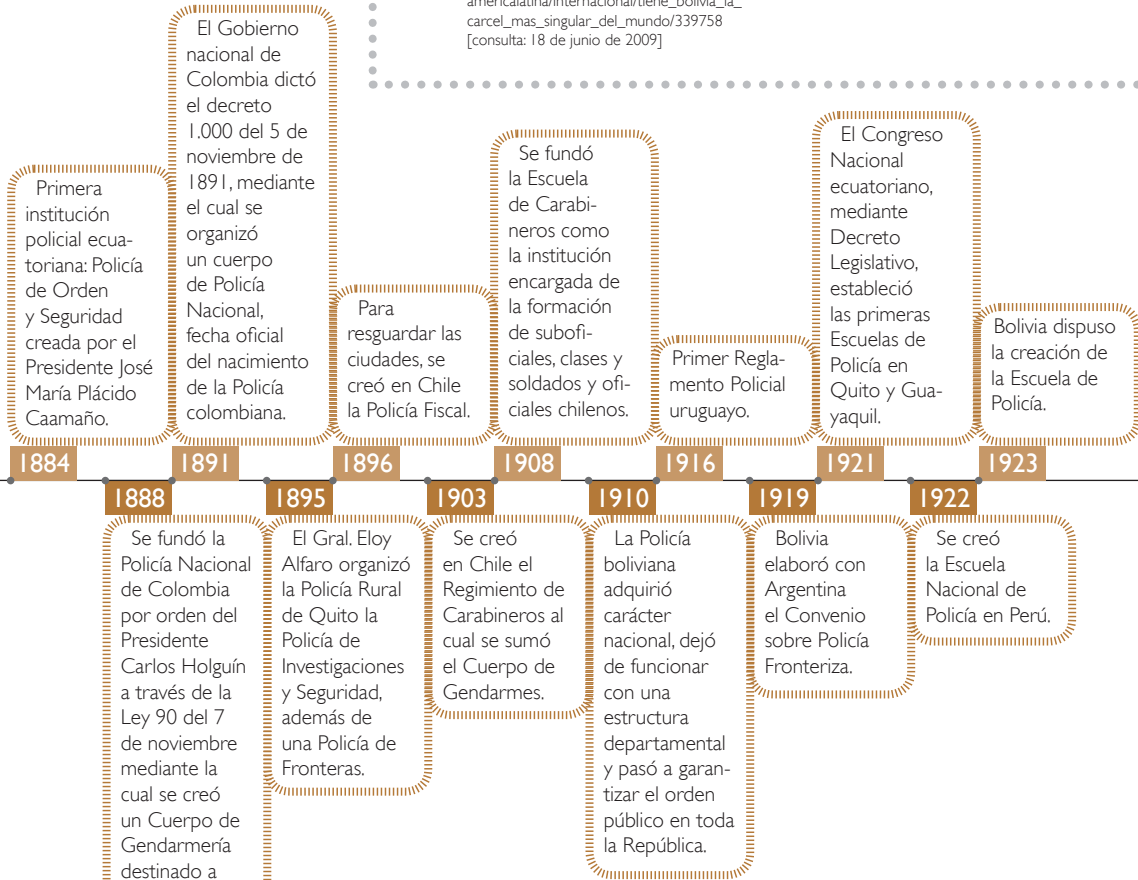 americalatina/internacional/tiene_bolivia_la_
carcel_mas_singular_del_mundo/339758
[consulta: 18 de junio de 2009]
Primera
institución
policial ecua-
toriana: Policía
de Orden
y Seguridad
creada por el
Presidente José
María Plácido
Caamaño.
1884
Se fundó la
Policía Nacional
de Colombia
por orden del
Presidente
Carlos Holguín
a través de la
Ley 90 del 7
de noviembre
mediante la
cual se creó
un Cuerpo de
Gendarmería
destinado a
1888
El Gobierno
nacional de
Colombia dictó
el decreto
1.000 del 5 de
noviembre de
1891, mediante
el cual se
organizó
un cuerpo
de Policía
Nacional,
fecha oficial
del nacimiento
de la Policía
colombiana.
1891
1895
El Gral. Eloy
Alfaro organizó
la Policía Rural
de Quito la
Policía de
Investigaciones
y Seguridad,
además de
una Policía de
Fronteras.
Para
resguardar las
ciudades, se
creó en Chile
la Policía Fiscal.
1896
1903
Se creó
en Chile el
Regimiento de
Carabineros al
cual se sumó
el Cuerpo de
Gendarmes.
Se fundó
la Escuela
de Carabi-
neros como
la institución
encargada de
la formación
de subofi-
ciales, clases y
soldados y ofi-
ciales chilenos.
1908
1910
La Policía
boliviana
adquirió
carácter
nacional, dejó
de funcionar
con una
estructura
departamental
y pasó a garan-
tizar el orden
público en toda
la República.
Primer Regla-
mento Policial
uruguayo.
1916
1919
Bolivia
elaboró con
Argentina
el Convenio
sobre Policía
Fronteriza.
El Congreso
Nacional
ecuatoriano,
mediante
Decreto
Legislativo,
estableció
las primeras
Escuelas de
Policía en
Quito y Gua-
yaquil.
1921
1922
Se creó
la Escuela
Nacional de
Policía en Perú.
Bolivia dispuso
la creación de
la Escuela de
Policía.
1923